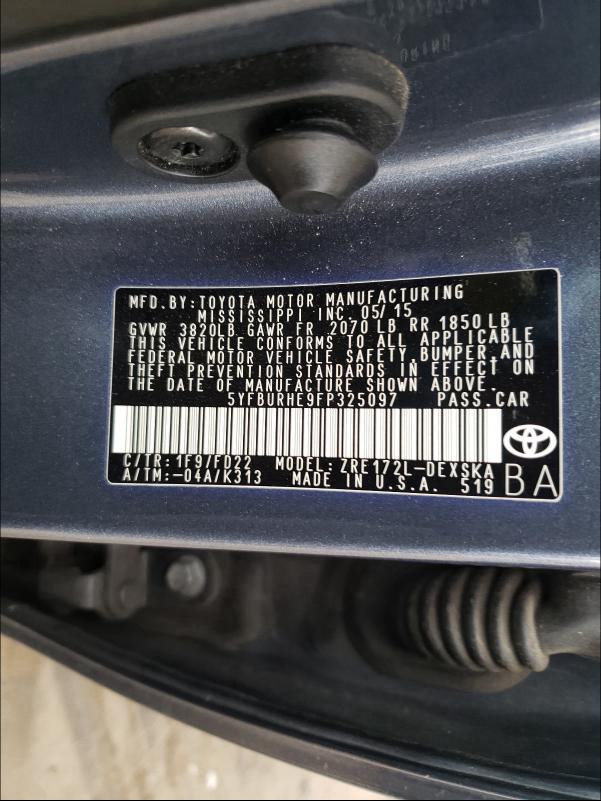 MFD. BY: TOYOTA MOTOR MANUFACTURING
MISSISSIPPI INC. 05/15
GVWR 3820LB GAWR FR 2070 LB RR 1850 LB
THIS VEHICLE CONFORMS TO ALL APPLICABLE
FEDERAL MOTOR VEHICLE SAFETY, BUMPER, AND
THEFT PREVENTION STANDARDS IN EFFECT ON
THE DATE OF MANUFACTURE SHOWN ABOVE.
5YFBURHE9FP325097 PASS. CAR
C/TR: 1F9/FD22 MODEL: ZRE172L-DEXSKA
A/TM: -04A/K313 MADE IN U.S.A. 519
BA